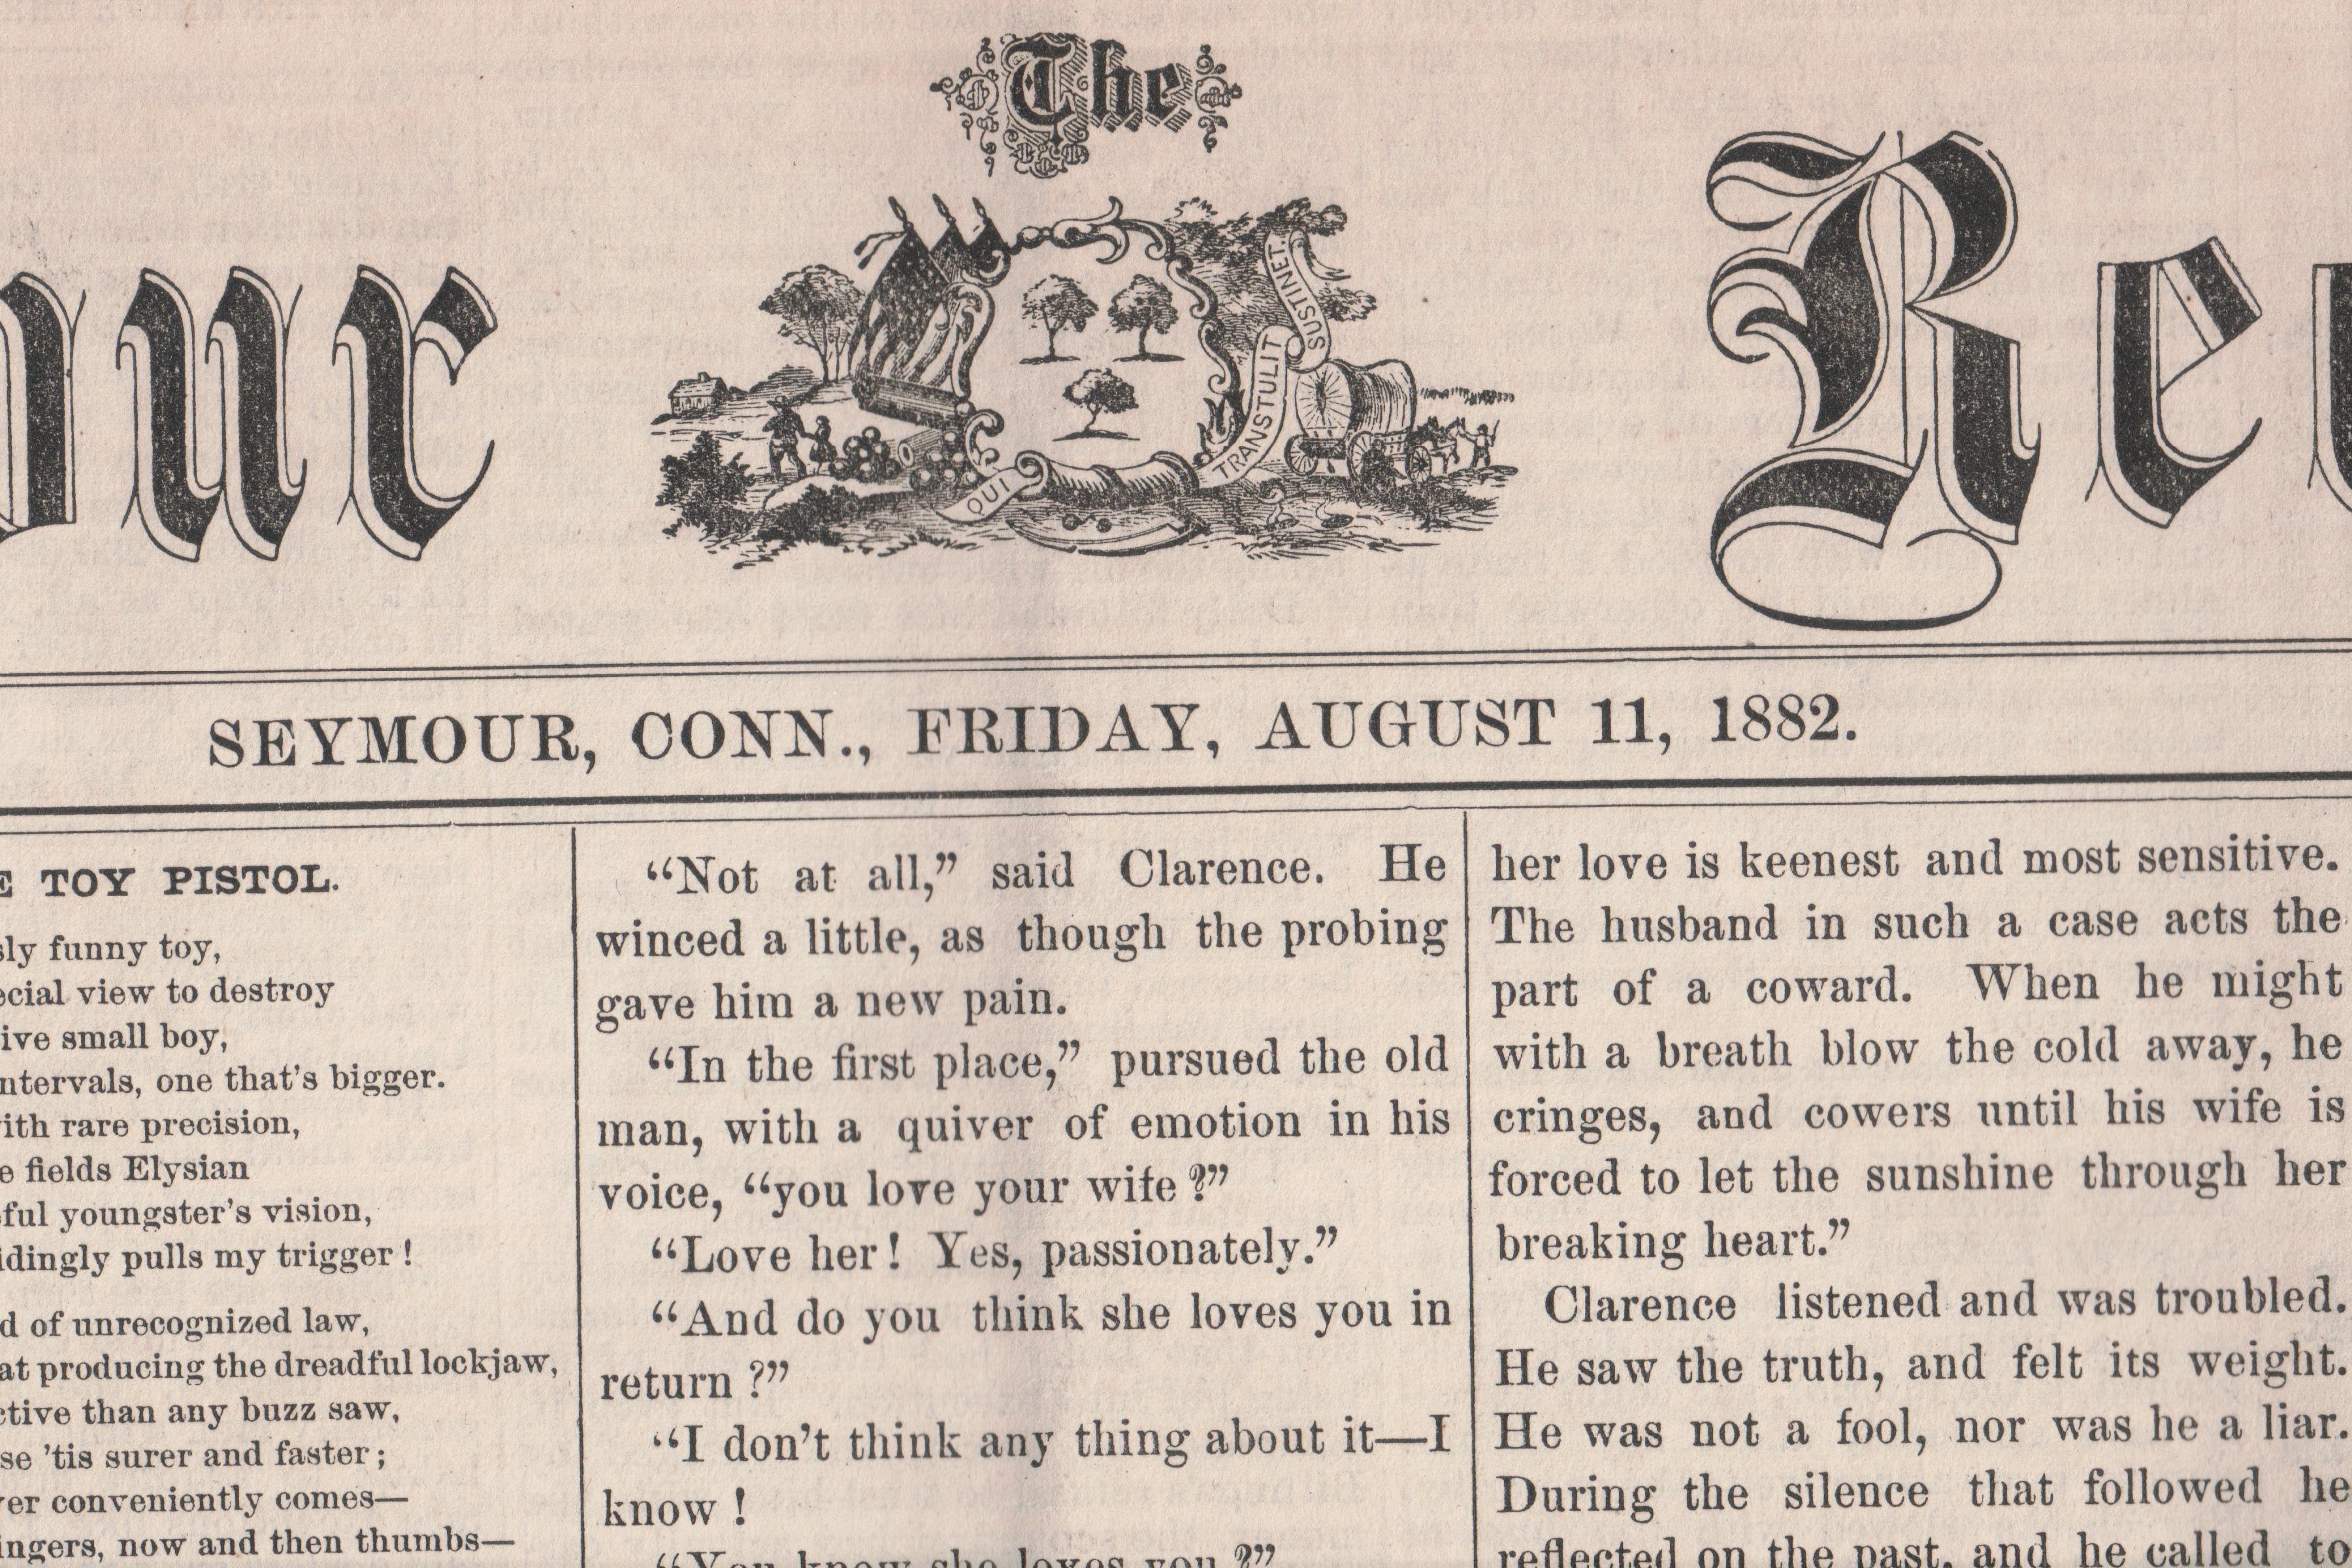 The
our Re
QUI TRANSTULIT SUSTINET
SEYMOUR, CONN., FRIDAY, AUGUST 11, 1882.
E TOY PISTOL.
sly funny toy,
ecial view to destroy
ive small boy,
ntervals, one that's bigger.
ith rare precision,
e fields Elysian
ful youngster's vision,
idingly pulls my trigger!
d of unrecognized law,
at producing the dreadful lockjaw,
ctive than any buzz saw,
se 'tis surer and faster;
er conveniently comes—
ingers, now and then thumbs—
“Not at all,” said Clarence. He
winced a little, as though the probing
gave him a new pain.
“In the first place,” pursued the old
man, with a quiver of emotion in his
voice, “you love your wife?”
“Love her! Yes, passionately.”
“And do you think she loves you in
return?”
“I don't think any thing about it—I
know!
“You know she loves you?”
her love is keenest and most sensitive.
The husband in such a case acts the
part of a coward. When he might
with a breath blow the cold away, he
cringes, and cowers until his wife is
forced to let the sunshine through her
breaking heart.”
Clarence listened and was troubled.
He saw the truth, and felt its weight.
He was not a fool, nor was he a liar.
During the silence that followed he
reflected on the past, and he called to